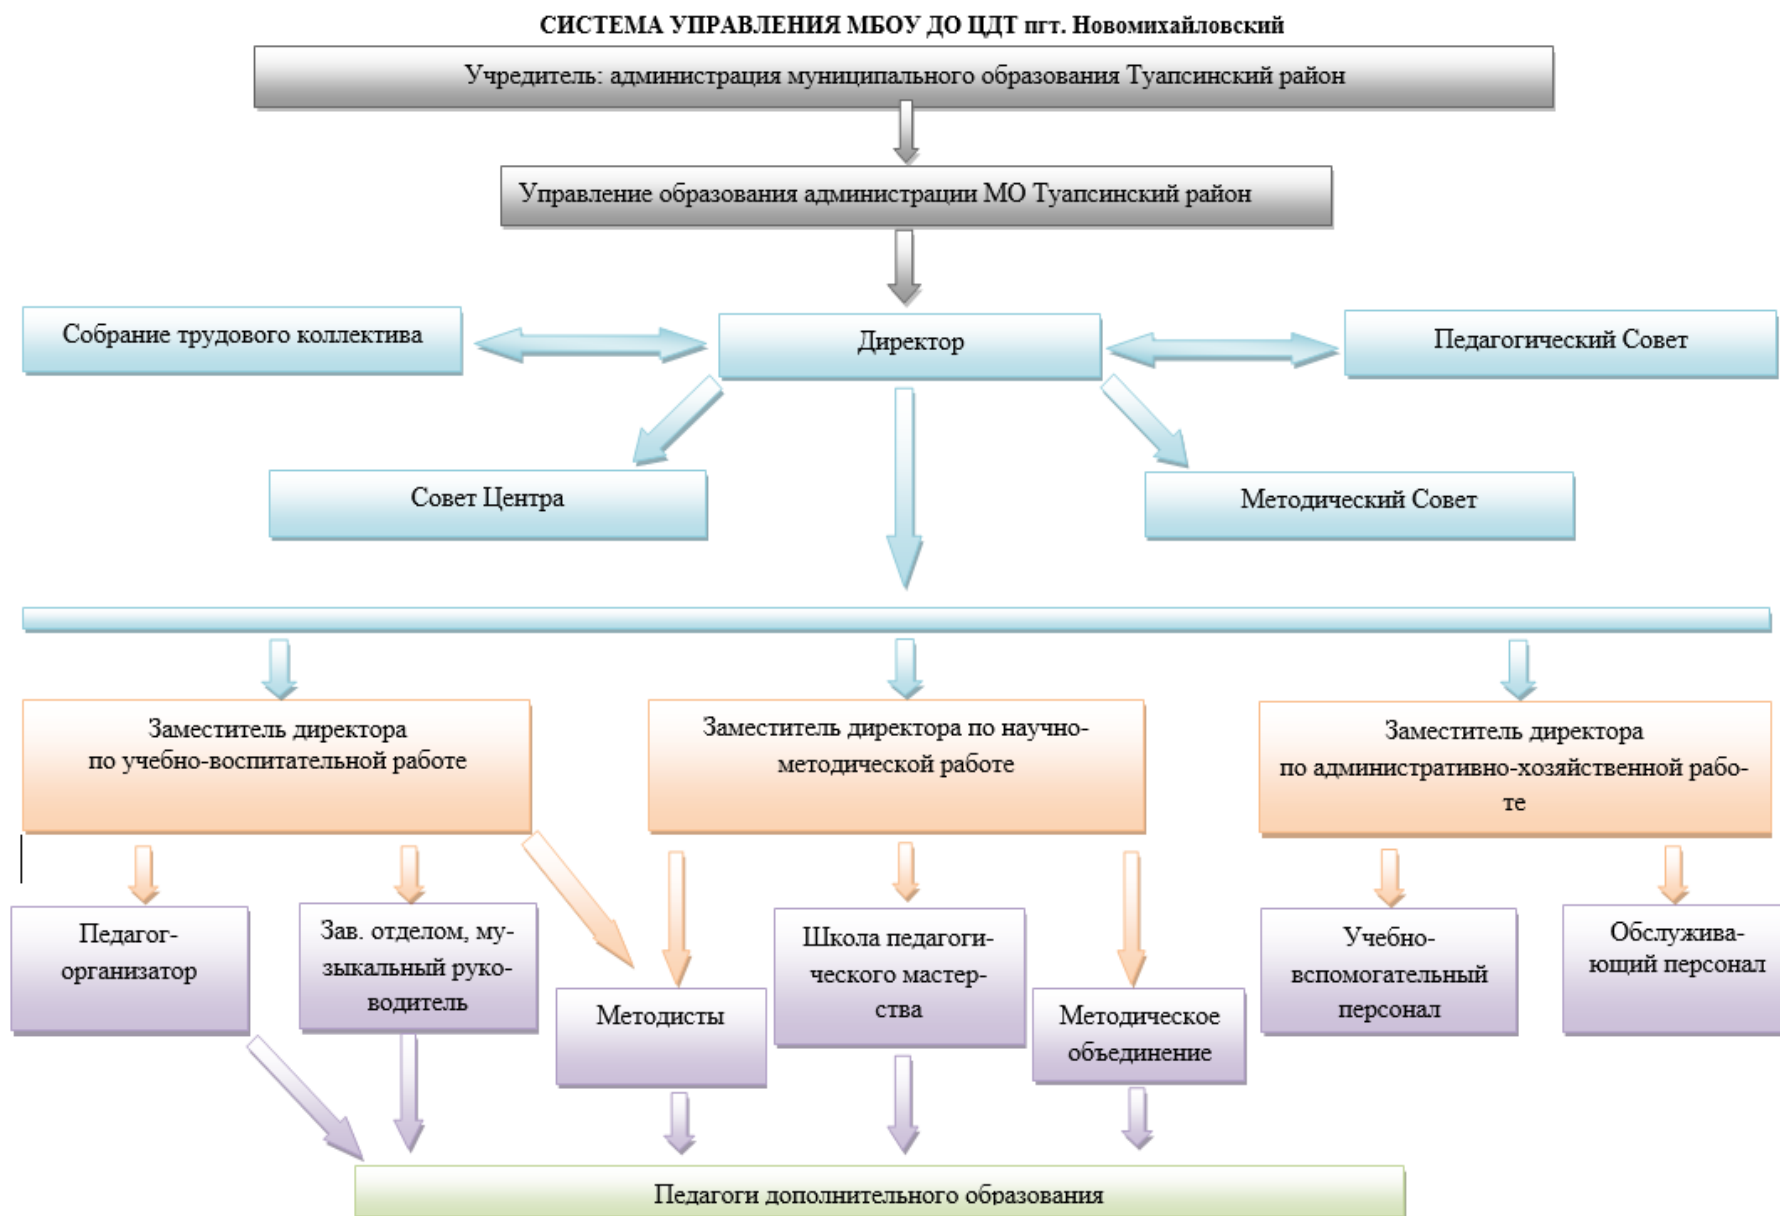 СИСТЕМА УПРАВЛЕНИЯ МБОУ ДО ЦДТ пгт. Новомихайловский
Учредитель: администрация муниципального образования Туапсинский район
Управление образования администрации МО Туапсинский район
Собрание трудового коллектива
Директор
Педагогический Совет
Совет Центра
Методический Совет
Заместитель директора
по учебно-воспитательной работе
Заместитель директора по научно-
методической работе
Заместитель директора
по административно-хозяйственной рабо-
те
Педагог-
организатор
Зав. отделом, му-
зыкальный руко-
водитель
Методисты
Школа педагоги-
ческого мастер-
ства
Методическое
объединение
Учебно-
вспомогательный
персонал
Обслужива-
ющий персонал
Педагоги дополнительного образования